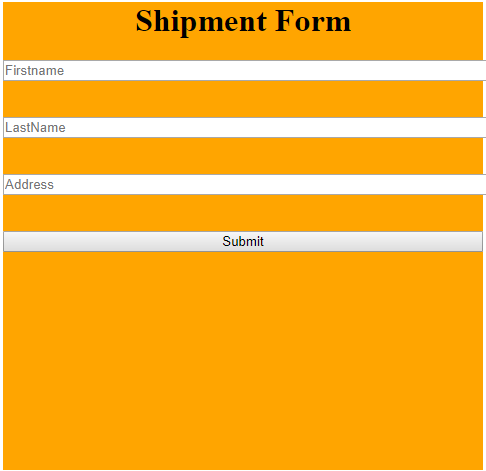 Shipment Form
Firstname
LastName
Address
Submit